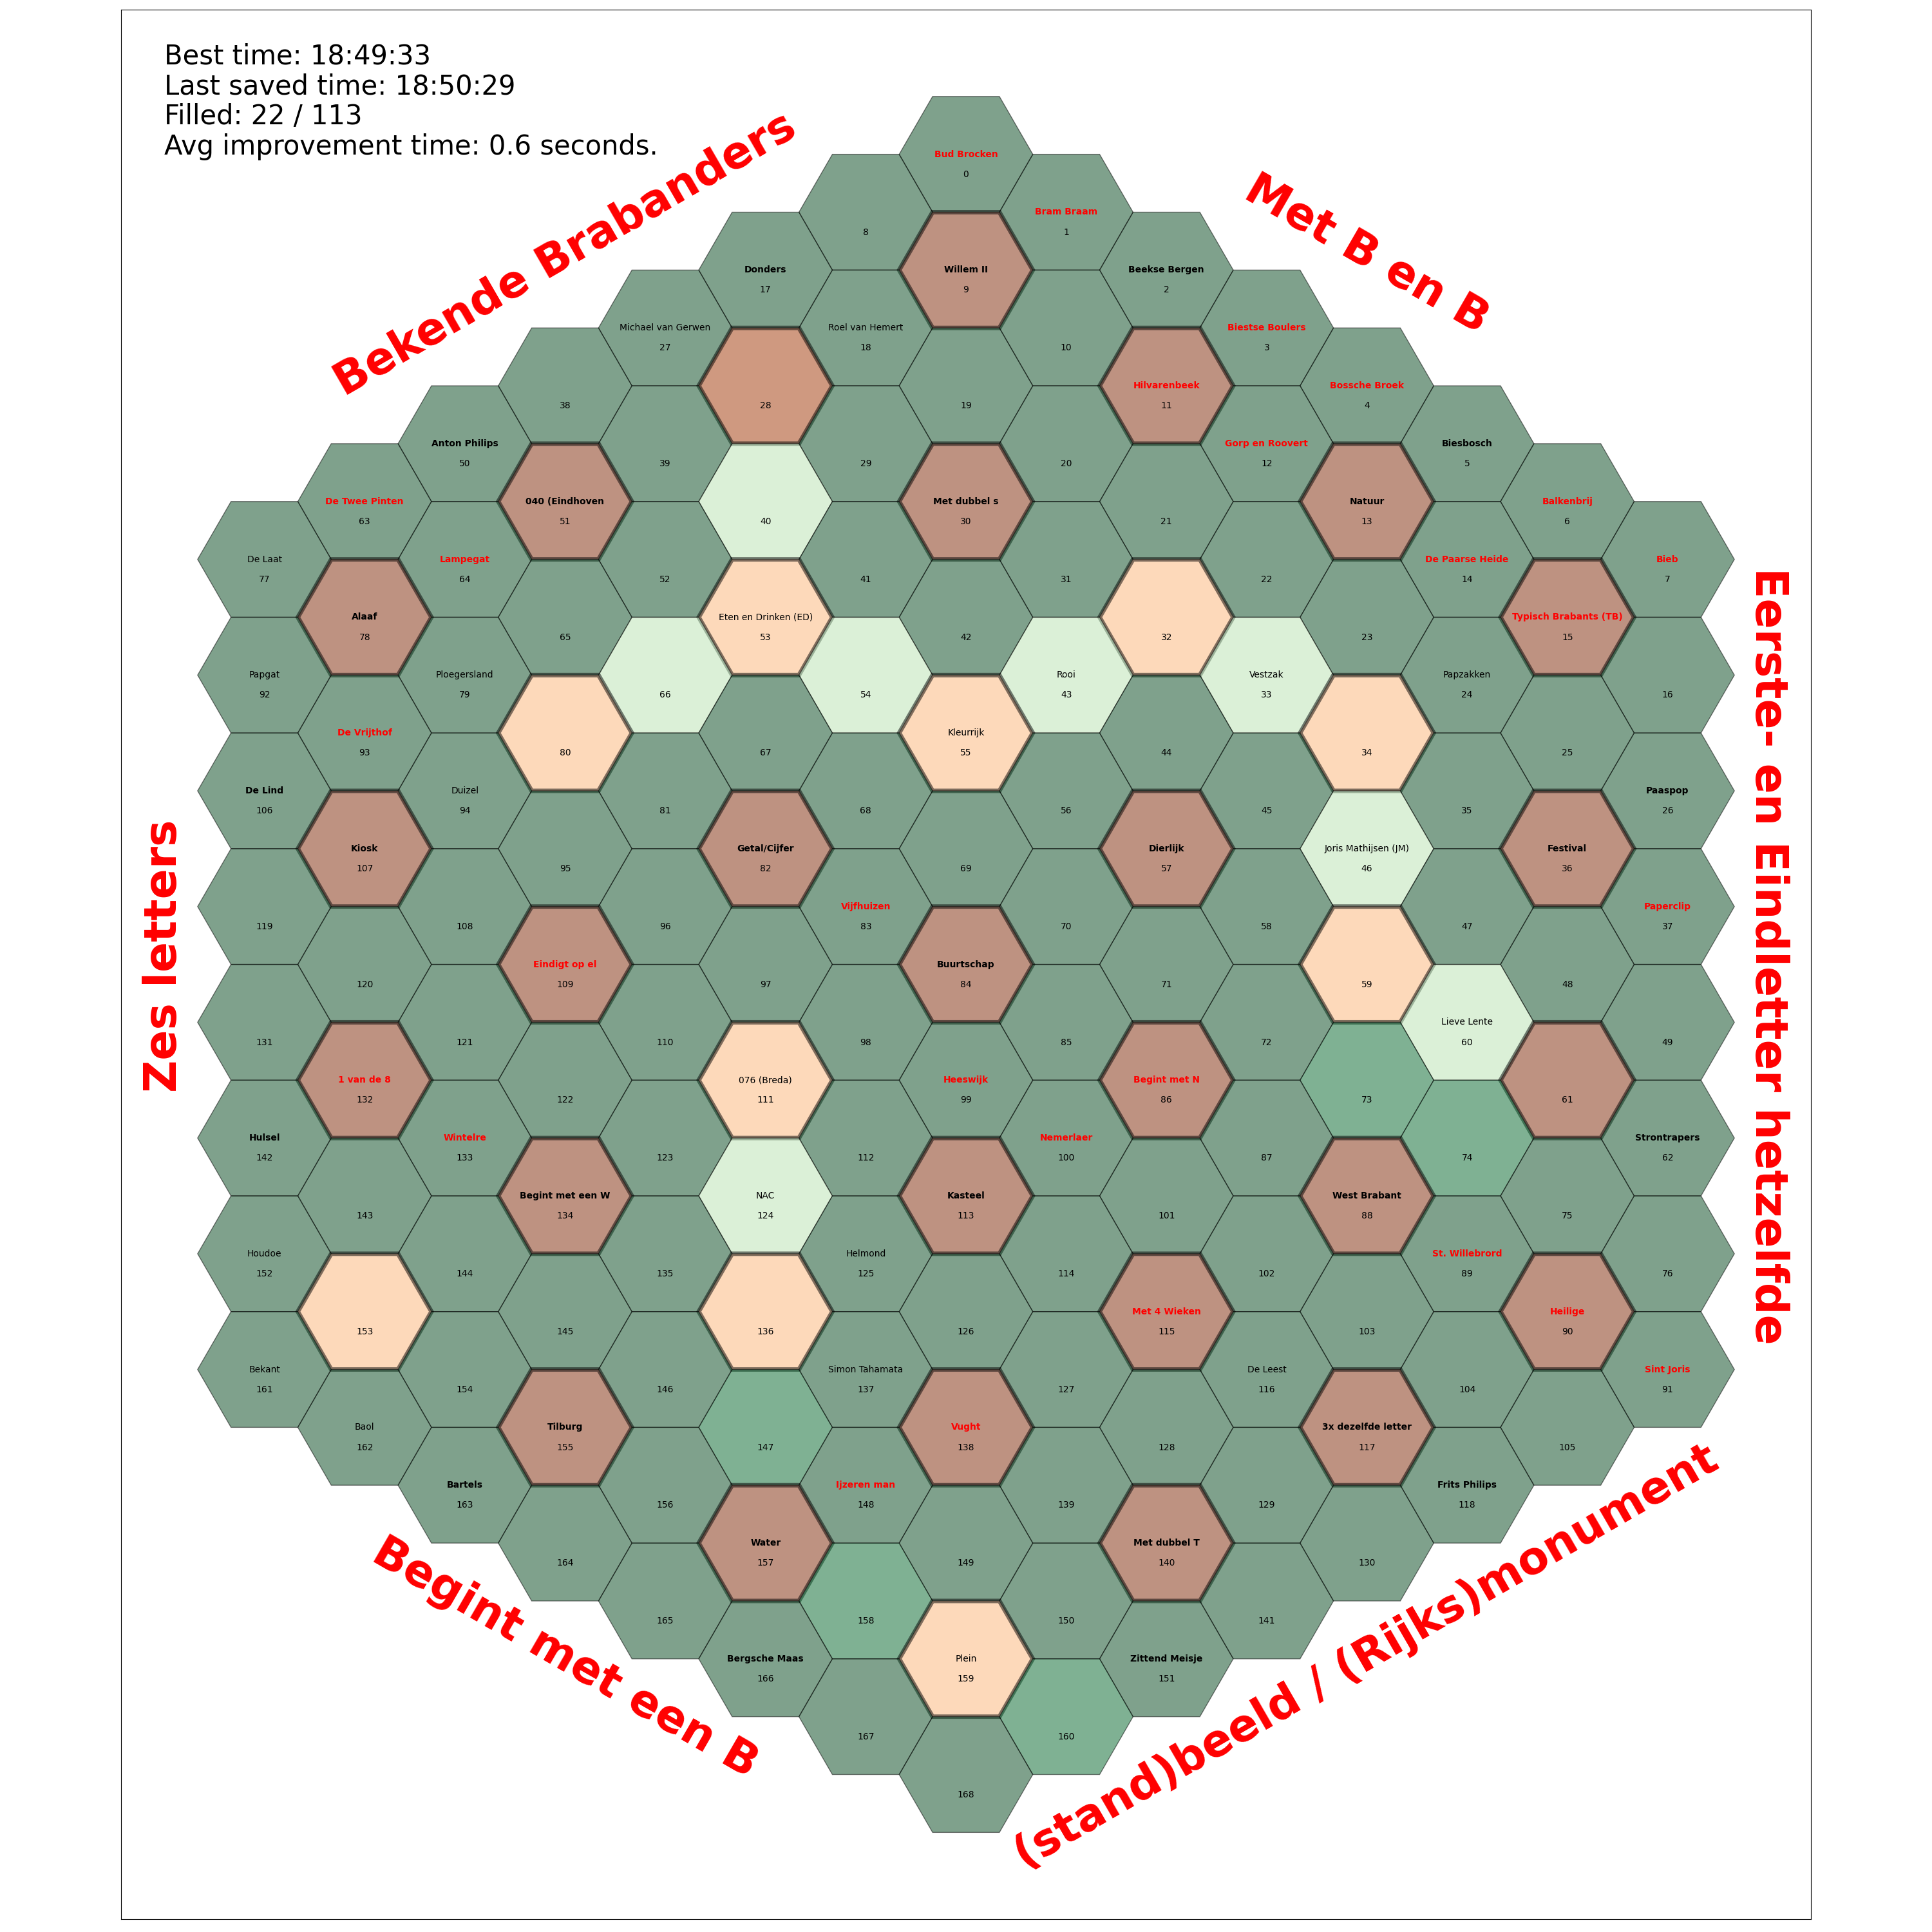 Best time: 18:49:33
Last saved time: 18:50:29
Filled: 22 / 113
Avg improvement time: 0.6 seconds.
Bekende Brabanders
Met B en B
Eerste- en Eindletter hetzelfde
Zes letters
Begint met een B
(stand)beeld / (Rijks)monument
Bud Brocken
0
Bram Braam
1
8
Donders
17
Willem II
9
Beekse Bergen
2
Michael van Gerwen
27
Roel van Hemert
18
10
Biestse Boulers
3
38
28
19
Hilvarenbeek
11
Bossche Broek
4
Anton Philips
50
39
29
20
Gorp en Roovert
12
Biesbosch
5
De Twee Pinten
63
040 (Eindhoven
51
40
Met dubbel s
30
21
Natuur
13
Balkenbrij
6
De Laat
77
Lampegat
64
52
41
31
22
De Paarse Heide
14
Bieb
7
Alaaf
78
65
Eten en Drinken (ED)
53
42
32
23
Typisch Brabants (TB)
15
Papgat
92
Ploegersland
79
66
54
Rooi
43
Vestzak
33
Papzakken
24
16
De Vrijthof
93
80
67
Kleurrijk
55
44
34
25
De Lind
106
Duizel
94
81
68
56
45
35
Paaspop
26
Kiosk
107
95
Getal/Cijfer
82
69
Dierlijk
57
Joris Mathijsen (JM)
46
Festival
36
119
108
96
Vijfhuizen
83
70
58
47
Paperclip
37
120
Eindigt op el
109
97
Buurtschap
84
71
59
48
131
121
110
98
85
72
Lieve Lente
60
49
1 van de 8
132
122
076 (Breda)
111
Heeswijk
99
Begint met N
86
73
61
Hulsel
142
Wintelre
133
123
112
Nemerlaer
100
87
74
Strontrapers
62
143
Begint met een W
134
NAC
124
Kasteel
113
101
West Brabant
88
75
Houdoe
152
144
135
Helmond
125
114
102
St. Willebrord
89
76
153
145
136
126
Met 4 Wieken
115
103
Heilige
90
Bekant
161
154
146
Simon Tahamata
137
127
De Leest
116
104
Sint Joris
91
Baol
162
Tilburg
155
147
Vught
138
128
3x dezelfde letter
117
105
Bartels
163
156
Ijzeren man
148
139
129
Frits Philips
118
164
Water
157
149
Met dubbel T
140
130
165
158
150
141
Bergsche Maas
166
Plein
159
Zittend Meisje
151
167
160
168